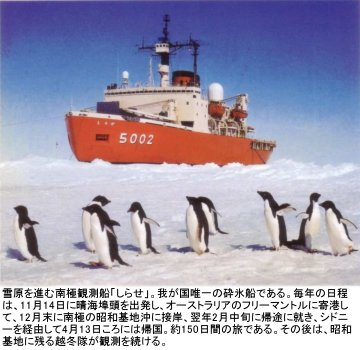 しらせ
5002
雪原を進む南極観測船「しらせ」。我が国唯一の砕氷船である。毎年の日程
は、11月14日に晴海埠頭を出発し、オーストラリアのフリーマントルに寄港し
て、12月末に南極の昭和基地沖に接岸、翌年2月中旬に帰途に就き、シドニ
ーを経由して4月13日ころには帰国。約150日間の旅である。その後は、昭和
基地に残る越冬隊が観測を続ける。